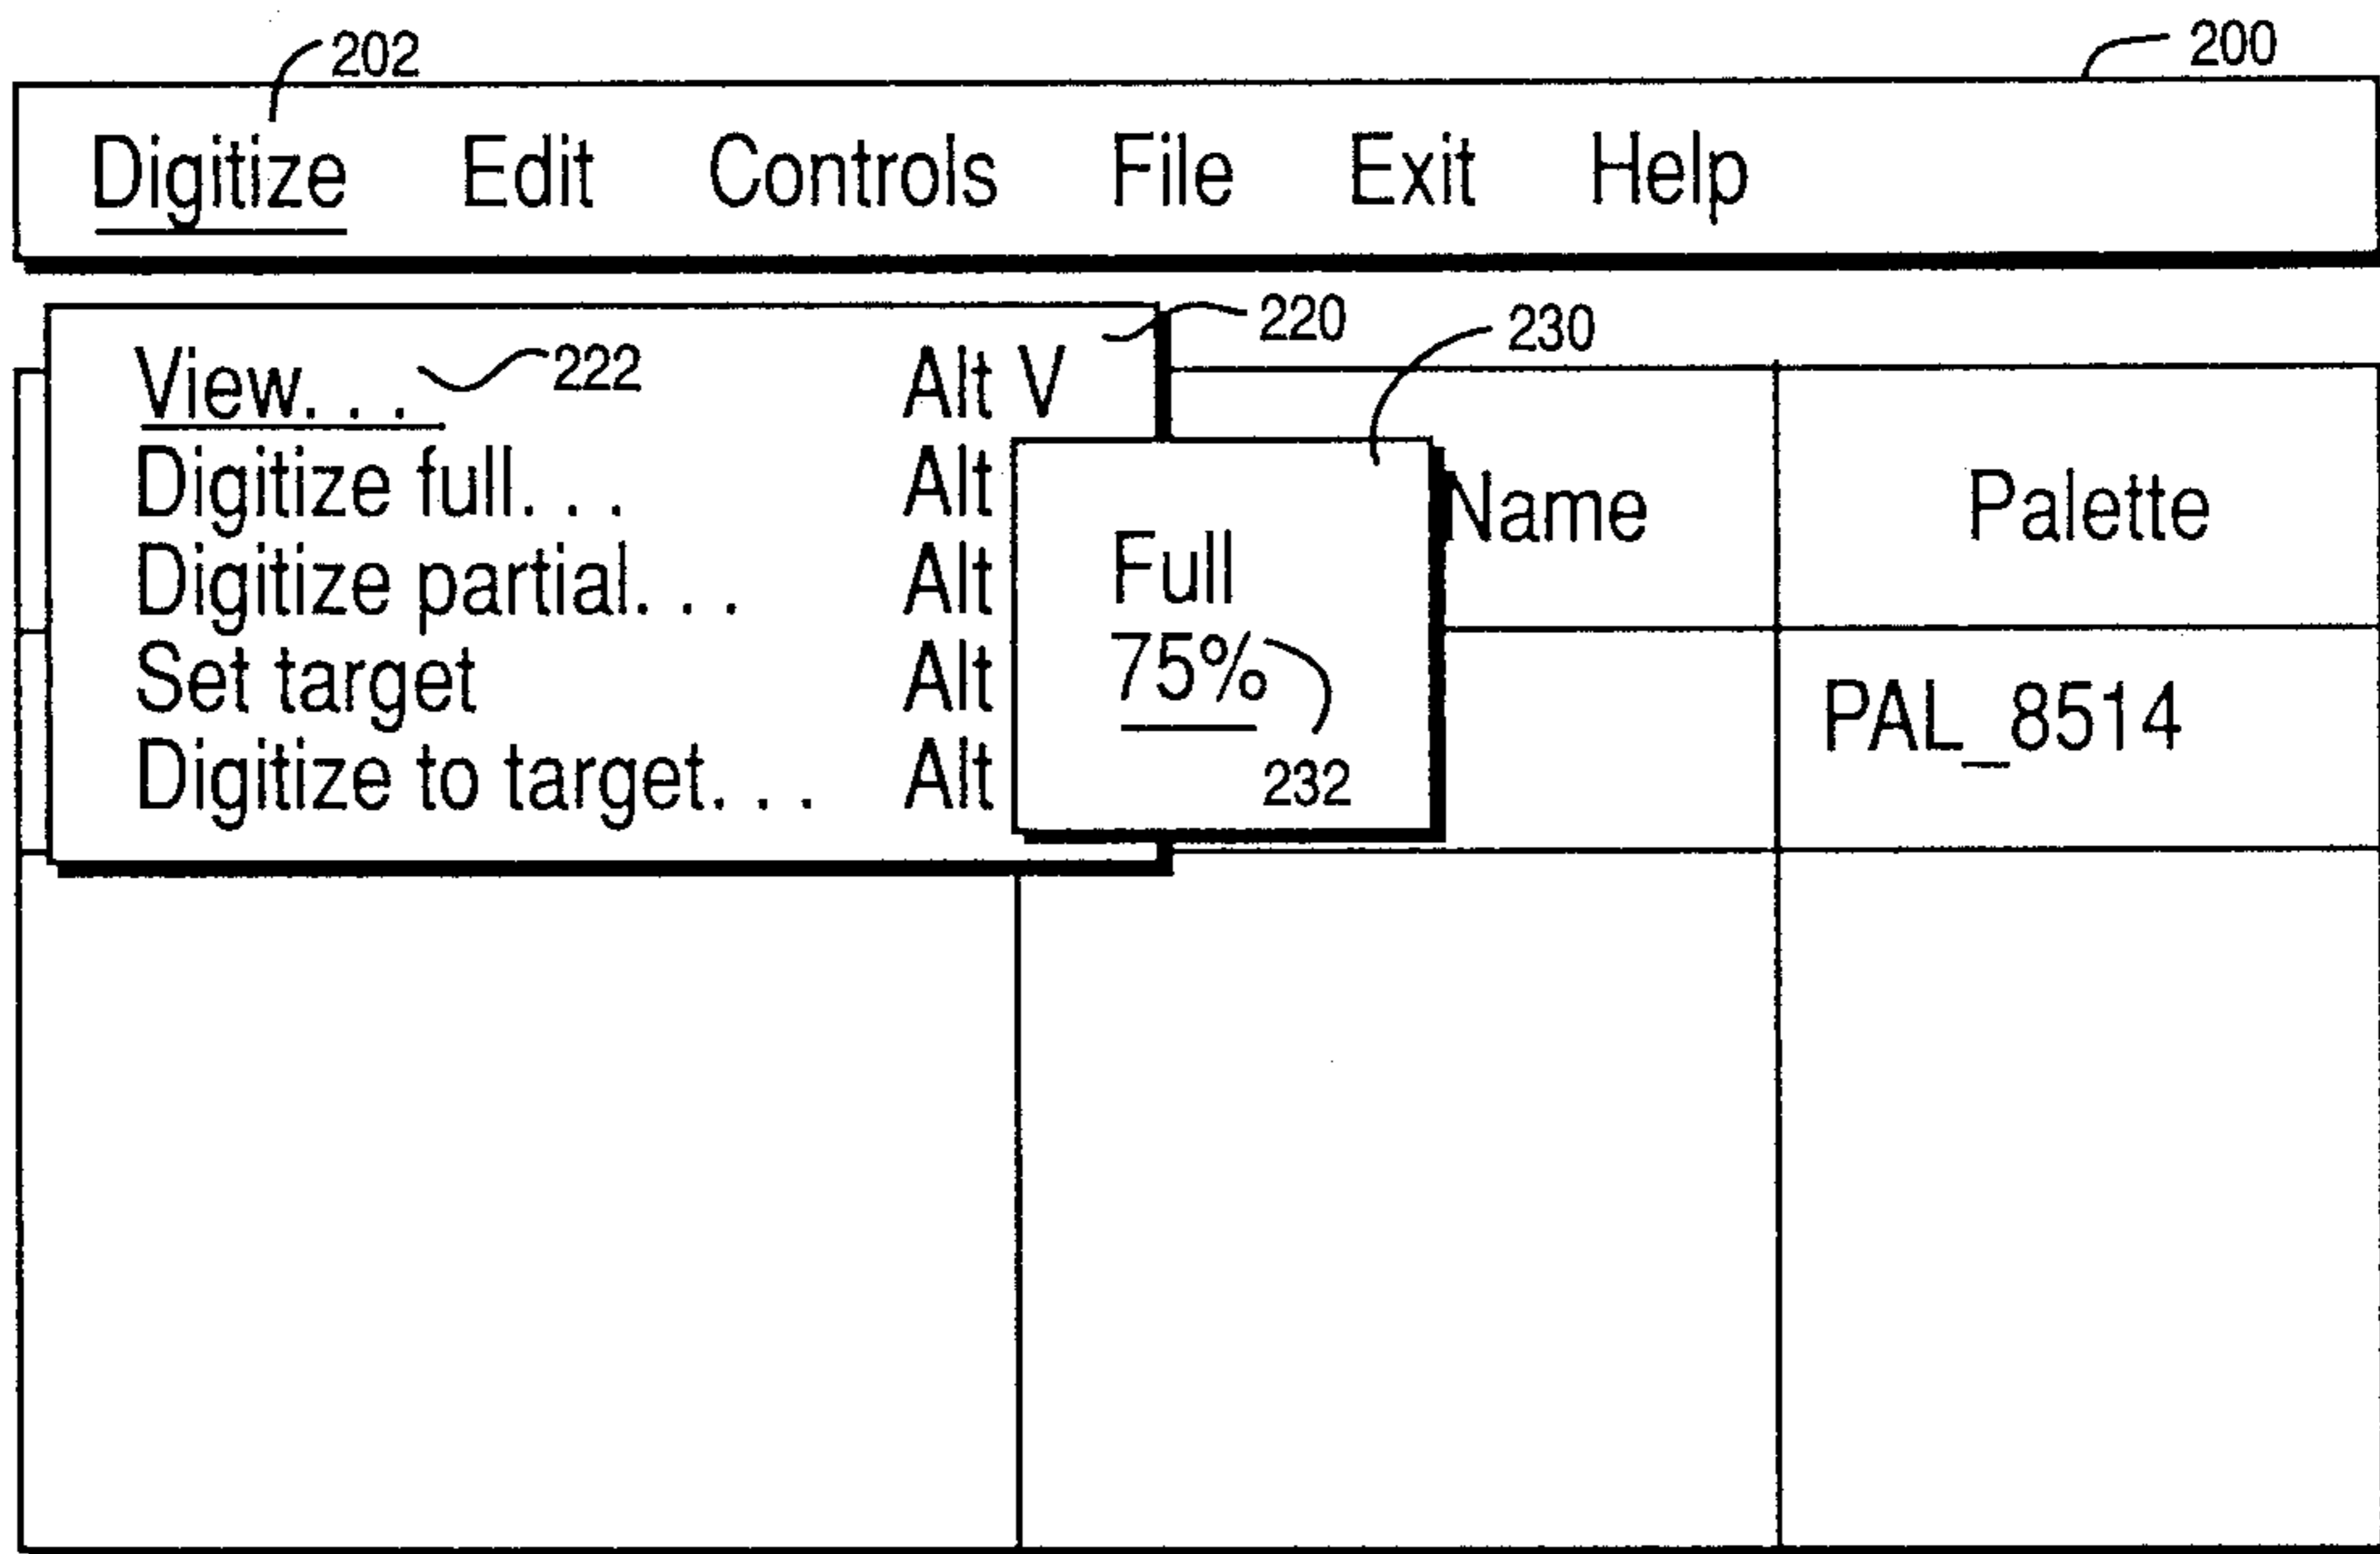 202 200
Digitize Edit Controls File Exit Help
220 230
View. . . 222 Alt V
Digitize full. . . Alt Name Palette
Digitize partial. . . Alt Full
Set target Alt 75% PAL_8514
Digitize to target. . . Alt 232